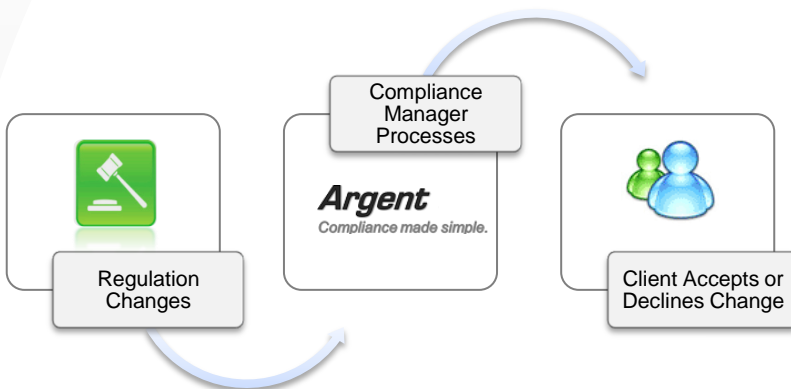 Regulation
Changes
Compliance
Manager
Processes
Argent
Compliance made simple.
Client Accepts or
Declines Change